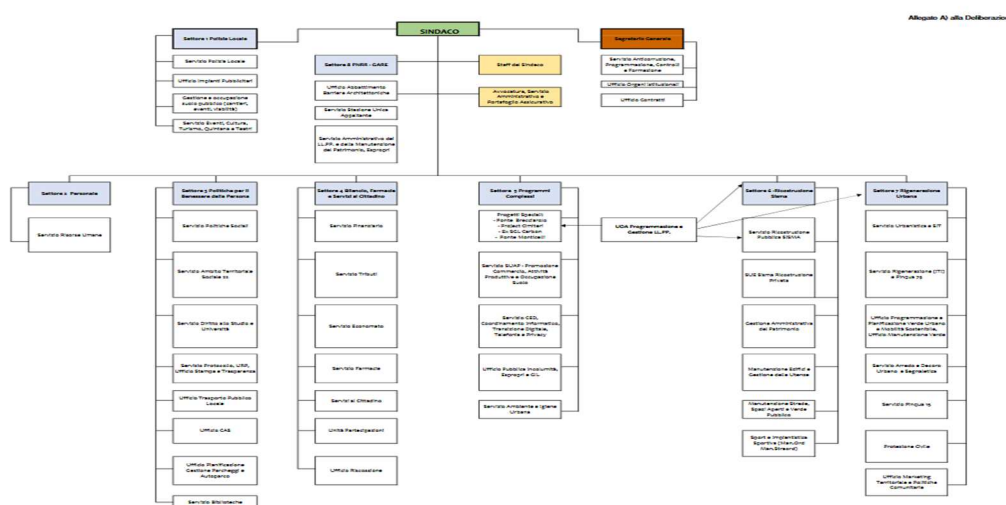 Allegato A) alla Deliberazio
SINDACO
Settore 1 Polizia Locale
Segretario Generale
Servizio Polizia Locale
Ufficio Impianti Pubblicitari
Gestione e occupazione
suolo pubblico (cantieri,
eventi, viabilità)
Servizio Eventi, Cultura,
Turismo, Quintana e Teatri
Settore 8 PNRR - GARE
Ufficio Abbattimento
Barriere Architettoniche
Servizio Stazione Unica
Appaltante
Servizio Amministrativo dei
LL.PP. e della Manutenzione
del Patrimonio, Espropri
Staff del Sindaco
Avvocatura, Servizio
Amministrativo e
Portafoglio Assicurativo
Servizio Anticorruzione,
Programmazione, Controlli
e Formazione
Ufficio Organi Istituzionali
Ufficio Contratti
Settore 2 Personale
Servizio Risorse Umane
Settore 3 Politiche per il
Benessere della Persona
Servizio Politiche Sociali
Servizio Ambito Territoriale
Sociale 22
Servizio Diritto allo Studio e
Università
Servizio Protocollo, URP,
Ufficio Stampa e Trasparenza
Ufficio Trasporto Pubblico
Locale
Ufficio CAS
Ufficio Pianificazione
Gestione Parcheggi e
Autoparco
Servizio Biblioteche
Settore 4 Bilancio, Farmacie
e Servizi al Cittadino
Servizio Finanziario
Servizio Tributi
Servizio Economato
Servizio Farmacie
Servizi al Cittadino
Unità Partecipazioni
Ufficio Riscossione
Settore 5 Programmi
Complessi
Progetti Speciali
- Ponte Brecciarolo
- Project Cimiteri
- Ex SGL Carbon
- Ponte Monticelli
Servizio SUAP - Promozione
Commercio, Attività
Produttive e Occupazione
Suolo
Servizio CED,
Coordinamento Informatico,
Transizione Digitale,
Telefonia e Privacy
Ufficio Pubblica Incolumità,
Espropri e GIL
Servizio Ambiente e Igiene
Urbana
UOA Programmazione e
Gestione LL.PP.
Settore 6 -Ricostruzione
Sisma
Servizio Ricostruzione
Pubblica SISMA
SUE Sisma Ricostruzione
Privata
Gestione Amministrativa del
Patrimonio
Manutenzione Edifici e
Gestione delle Utenze
Manutenzione Strade,
Spazi Aperti e Verde
Pubblico
Sport e Impiantistica
Sportiva (Man.Ord
Man.Straord)
Settore 7 Rigenerazione
Urbana
Servizio Urbanistica e SIT
Servizio Rigenerazione (ITI)
e Pinqua 74
Ufficio Programmazione e
Pianificazione Verde Urbano
e Mobilità Sostenibile,
Ufficio Manutenzione Verde
Servizio Arredo e Decoro
Urbano e Segnaletica
Servizio Pinqua 15
Protezione Civile
Ufficio Marketing
Territoriale e Politiche
Comunitarie